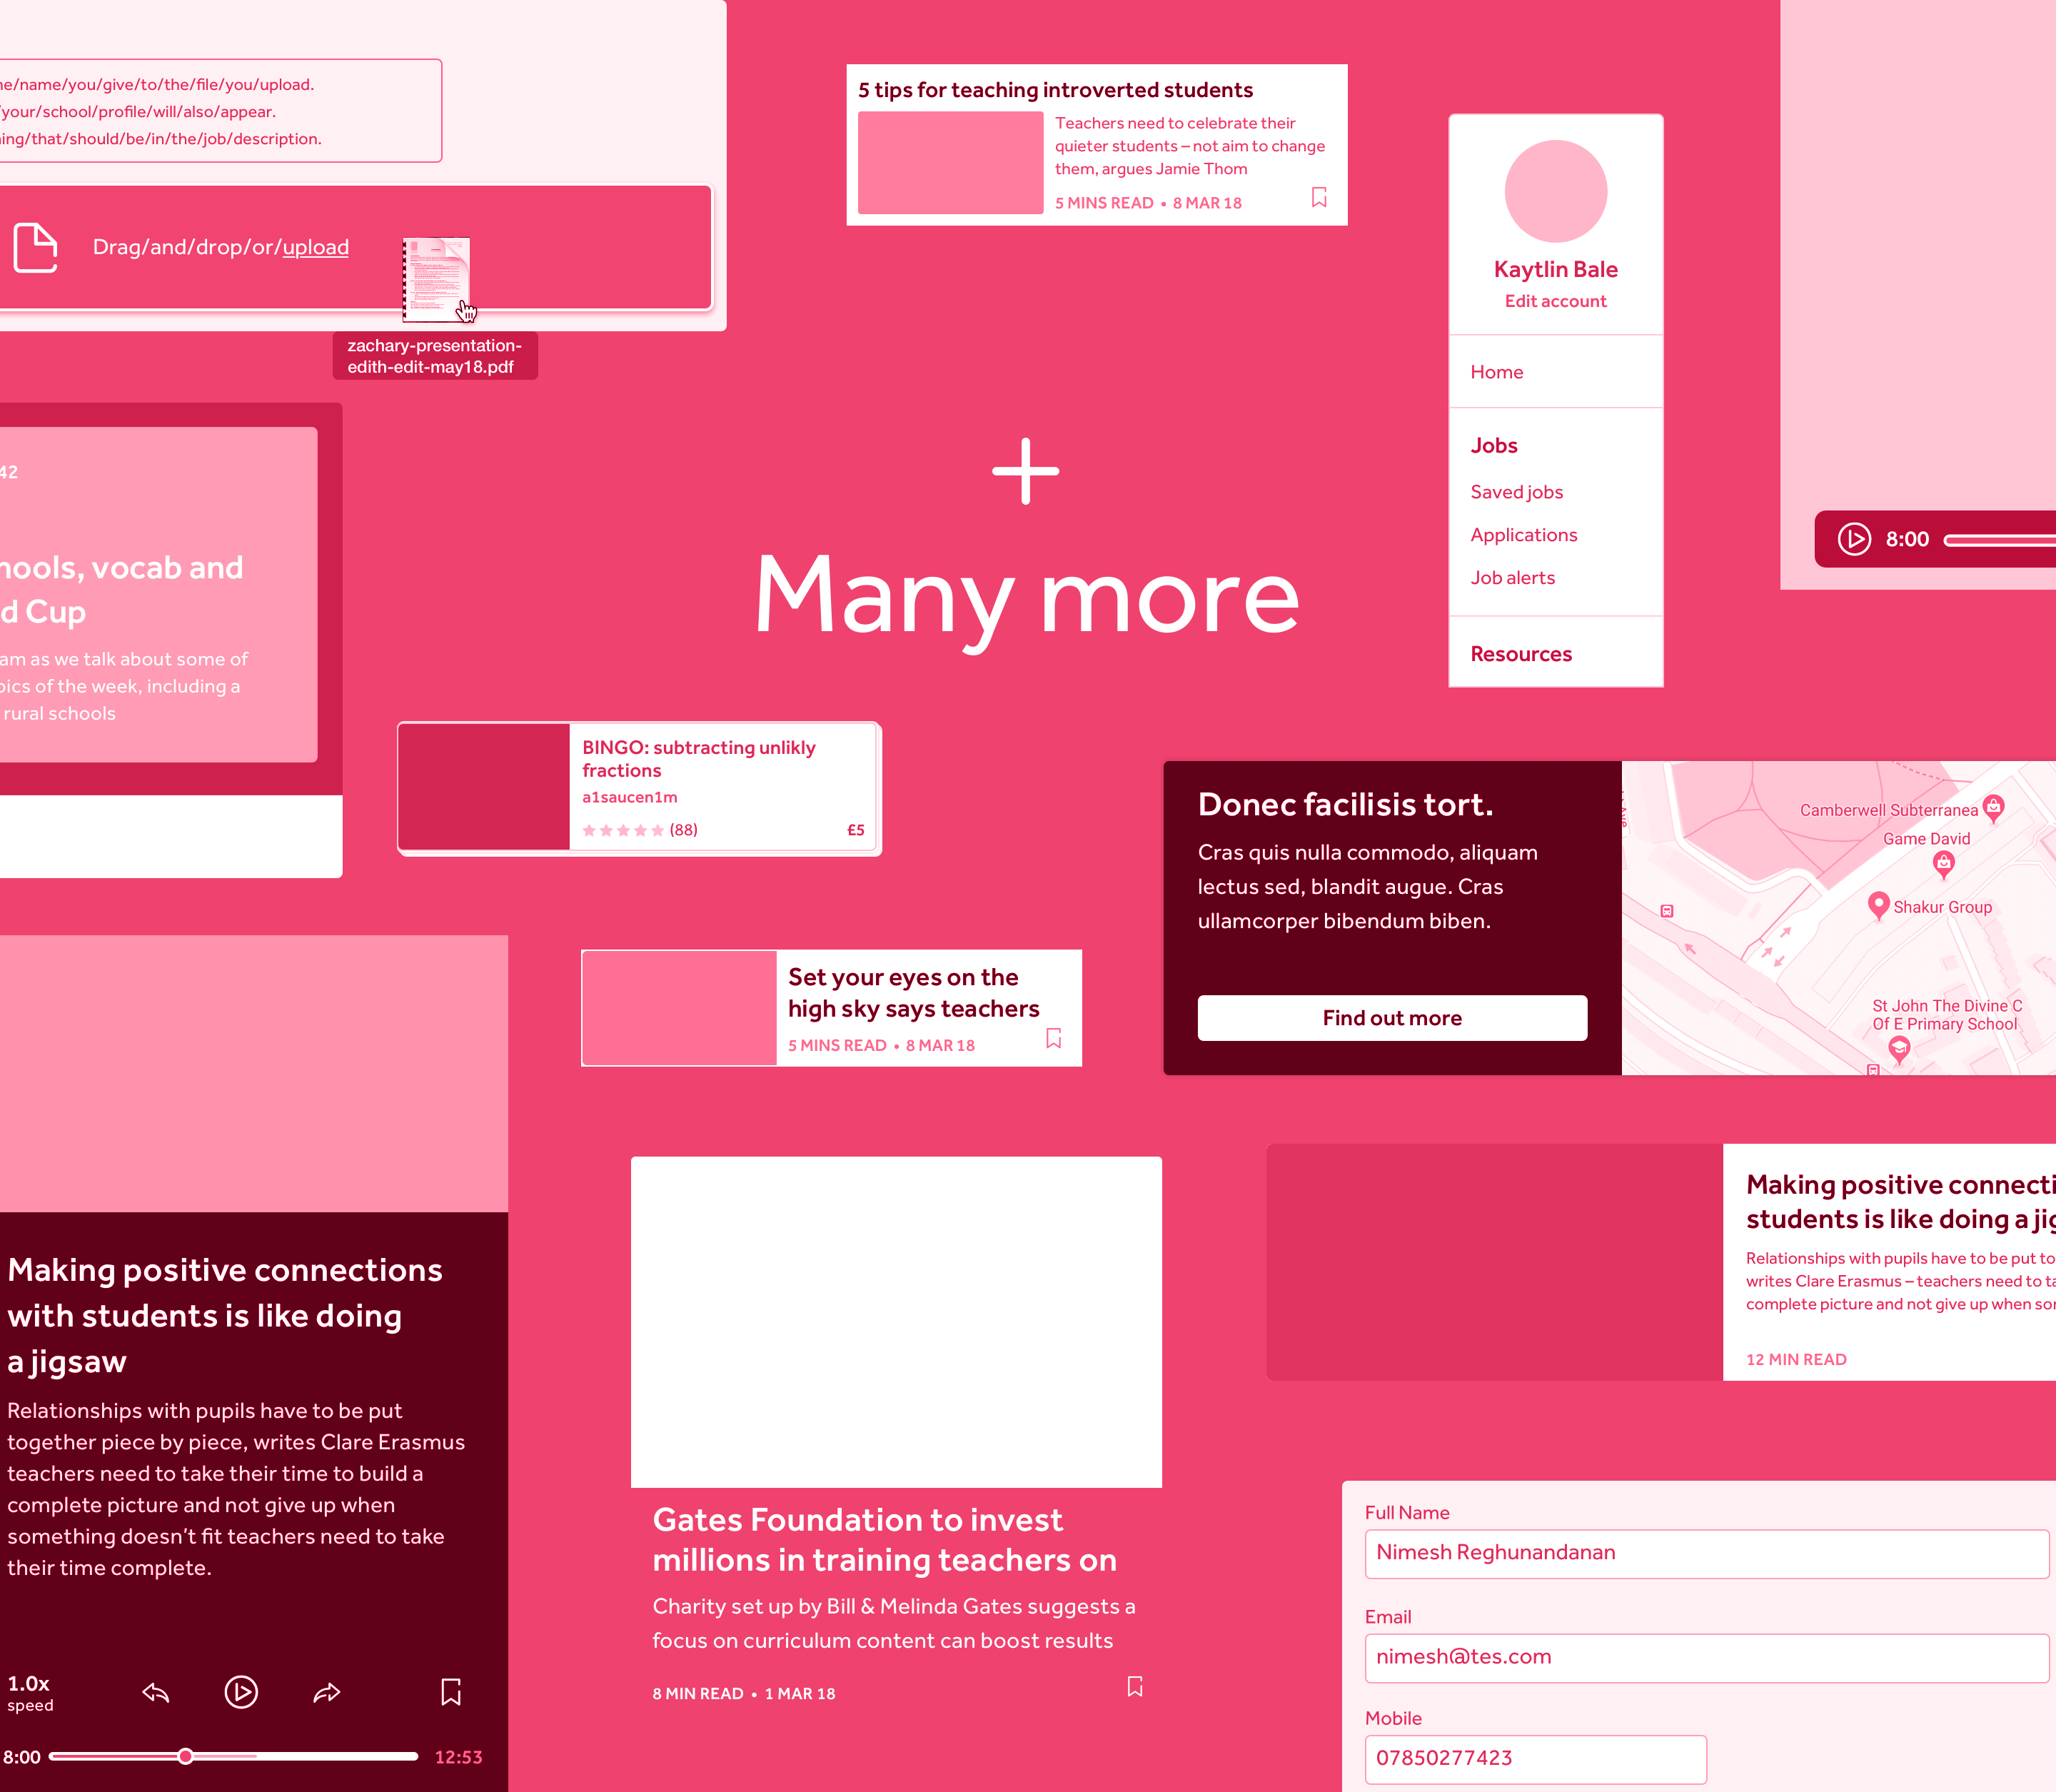 ne/name/you/give/to/the/file/you/upload.
/your/school/profile/will/also/appear.
ning/that/should/be/in/the/job/description.
Drag/and/drop/or/upload
zachary-presentation-
edith-edit-may18.pdf
5 tips for teaching introverted students
Teachers need to celebrate their
quieter students – not aim to change
them, argues Jamie Thom
5 MINS READ • 8 MAR 18
Kaytlin Bale
Edit account
Home
Jobs
Saved jobs
Applications
Job alerts
Resources
8:00
42
hools, vocab and
d Cup
am as we talk about some of
pics of the week, including a
rural schools
Many more
BINGO: subtracting unlikly
fractions
a1saucen1m
(88)
£5
Donec facilisis tort.
Cras quis nulla commodo, aliquam
lectus sed, blandit augue. Cras
ullamcorper bibendum biben.
Find out more
Camberwell Subterranea
Game David
Shakur Group
St John The Divine C
Of E Primary School
Set your eyes on the
high sky says teachers
5 MINS READ • 8 MAR 18
Making positive connections
with students is like doing
a jigsaw
Relationships with pupils have to be put
together piece by piece, writes Clare Erasmus
teachers need to take their time to build a
complete picture and not give up when
something doesn’t fit teachers need to take
their time complete.
1.0x
speed
8:00
12:53
Gates Foundation to invest
millions in training teachers on
Charity set up by Bill & Melinda Gates suggests a
focus on curriculum content can boost results
8 MIN READ • 1 MAR 18
Making positive connecti
students is like doing a jig
Relationships with pupils have to be put to
writes Clare Erasmus – teachers need to ta
complete picture and not give up when so
12 MIN READ
Full Name
Nimesh Reghunandanan
Email
nimesh@tes.com
Mobile
07850277423